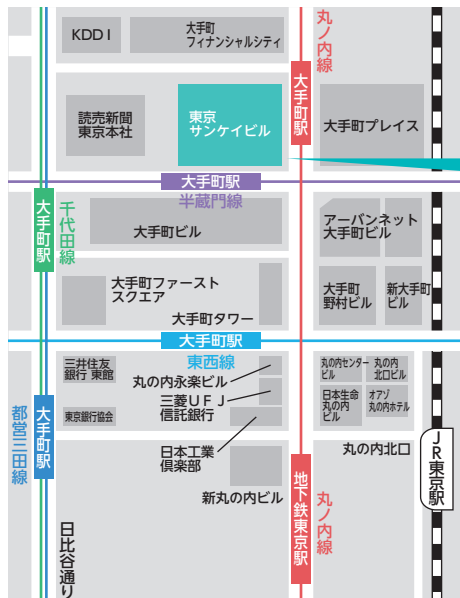 KDDI
大手町
フィナンシャルシティ
丸ノ内線
大手町駅
読売新聞
東京本社
東京
サンケイビル
大手町プレイス
大手町駅
半蔵門線
大手町駅
千代田線
大手町ビル
アーバンネット
大手町ビル
大手町ファースト
スクエア
大手町タワー
大手町
野村ビル
新大手町
ビル
大手町駅
東西線
三井住友
銀行 東館
丸の内永楽ビル
三菱UFJ
信託銀行
東京銀行協会
丸の内センター
ビル
丸の内
北口ビル
日本生命
丸の内
ビル
オアゾ
丸の内ホテル
都営三田線
大手町駅
日本工業
倶楽部
新丸の内ビル
地下鉄東京駅
丸ノ内線
丸の内北口
JR東京駅
日比谷通り